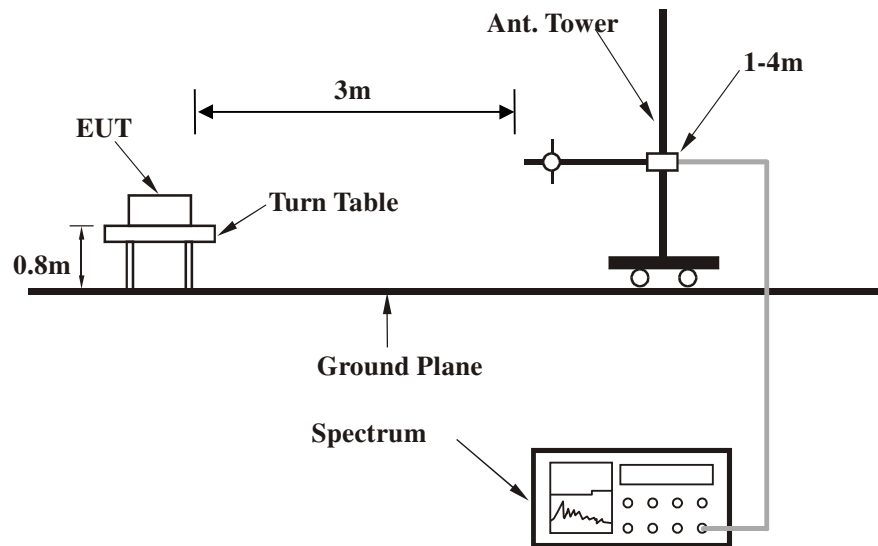 Ant. Tower
1-4m
3m
EUT
Turn Table
0.8m
Ground Plane
Spectrum